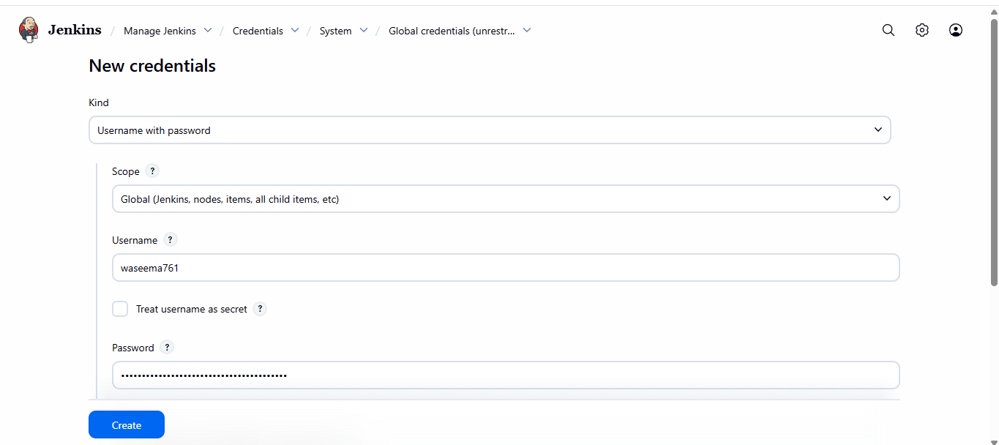 Jenkins / Manage Jenkins / Credentials / System / Global credentials (unrestr...
New credentials
Kind
Username with password
Scope ?
Global (Jenkins, nodes, items, all child items, etc)
Username ?
waseema761
Treat username as secret ?
Password ?
••••••••••••••••••••••••••••••••••••••••
Create